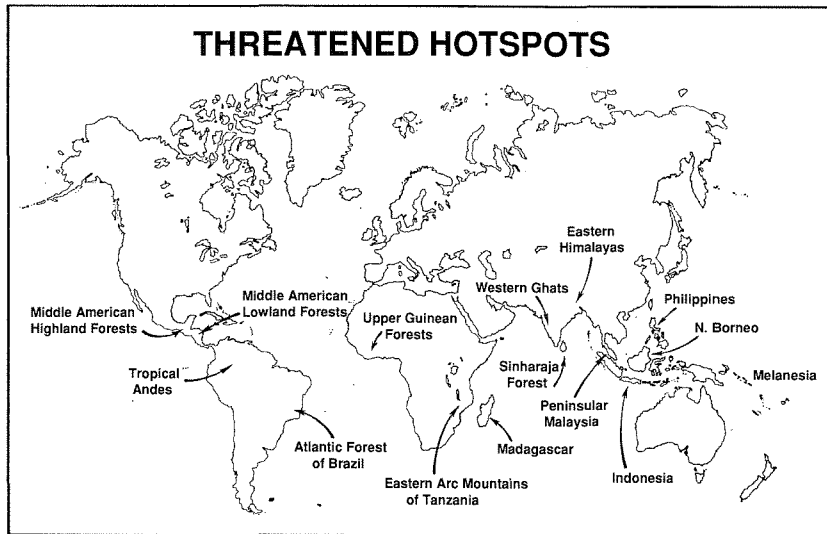 THREATENED HOTSPOTS
Eastern
Himalayas
Western Ghats
Philippines
Middle American
Highland Forests
Middle American
Lowland Forests
Upper Guinean
Forests
N. Borneo
Tropical
Andes
Sinharaja
Forest
Melanesia
Peninsular
Malaysia
Atlantic Forest
of Brazil
Madagascar
Indonesia
Eastern Arc Mountains
of Tanzania